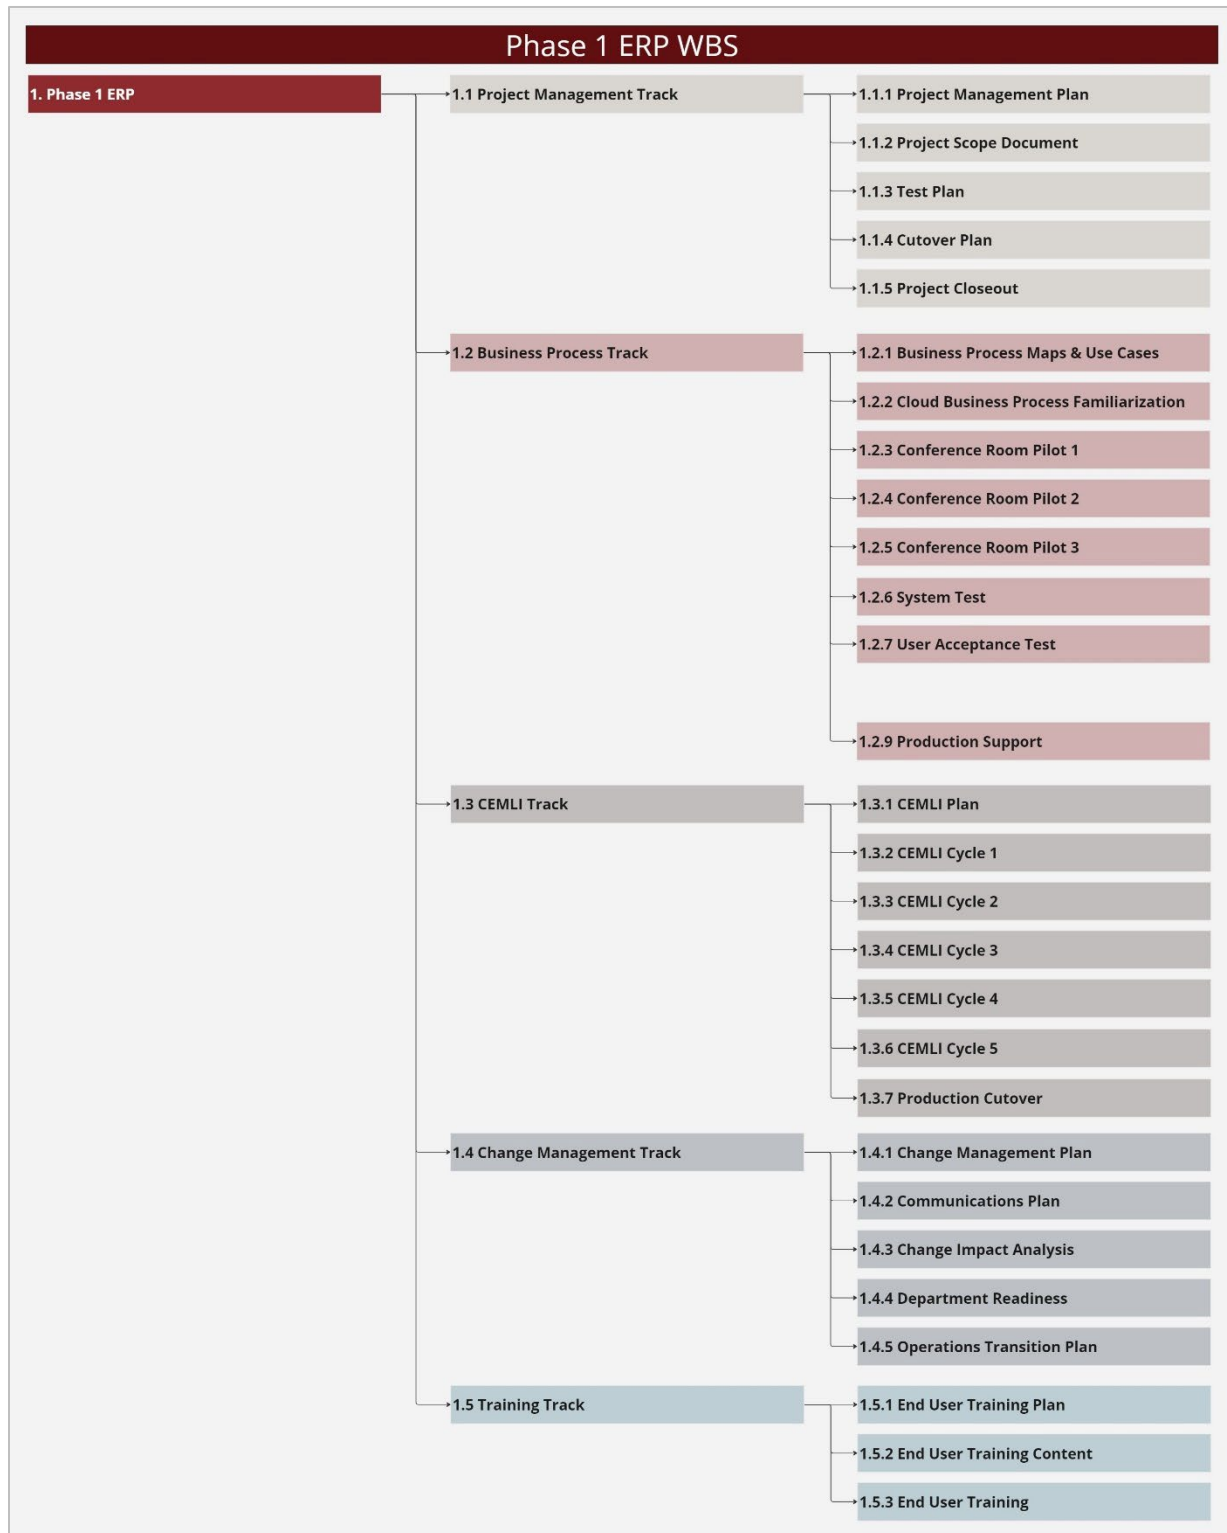 Phase 1 ERP WBS
1. Phase 1 ERP
1.1 Project Management Track
1.1.1 Project Management Plan
1.1.2 Project Scope Document
1.1.3 Test Plan
1.1.4 Cutover Plan
1.1.5 Project Closeout
1.2 Business Process Track
1.2.1 Business Process Maps & Use Cases
1.2.2 Cloud Business Process Familiarization
1.2.3 Conference Room Pilot 1
1.2.4 Conference Room Pilot 2
1.2.5 Conference Room Pilot 3
1.2.6 System Test
1.2.7 User Acceptance Test
1.2.9 Production Support
1.3 CEMLI Track
1.3.1 CEMLI Plan
1.3.2 CEMLI Cycle 1
1.3.3 CEMLI Cycle 2
1.3.4 CEMLI Cycle 3
1.3.5 CEMLI Cycle 4
1.3.6 CEMLI Cycle 5
1.3.7 Production Cutover
1.4 Change Management Track
1.4.1 Change Management Plan
1.4.2 Communications Plan
1.4.3 Change Impact Analysis
1.4.4 Department Readiness
1.4.5 Operations Transition Plan
1.5 Training Track
1.5.1 End User Training Plan
1.5.2 End User Training Content
1.5.3 End User Training